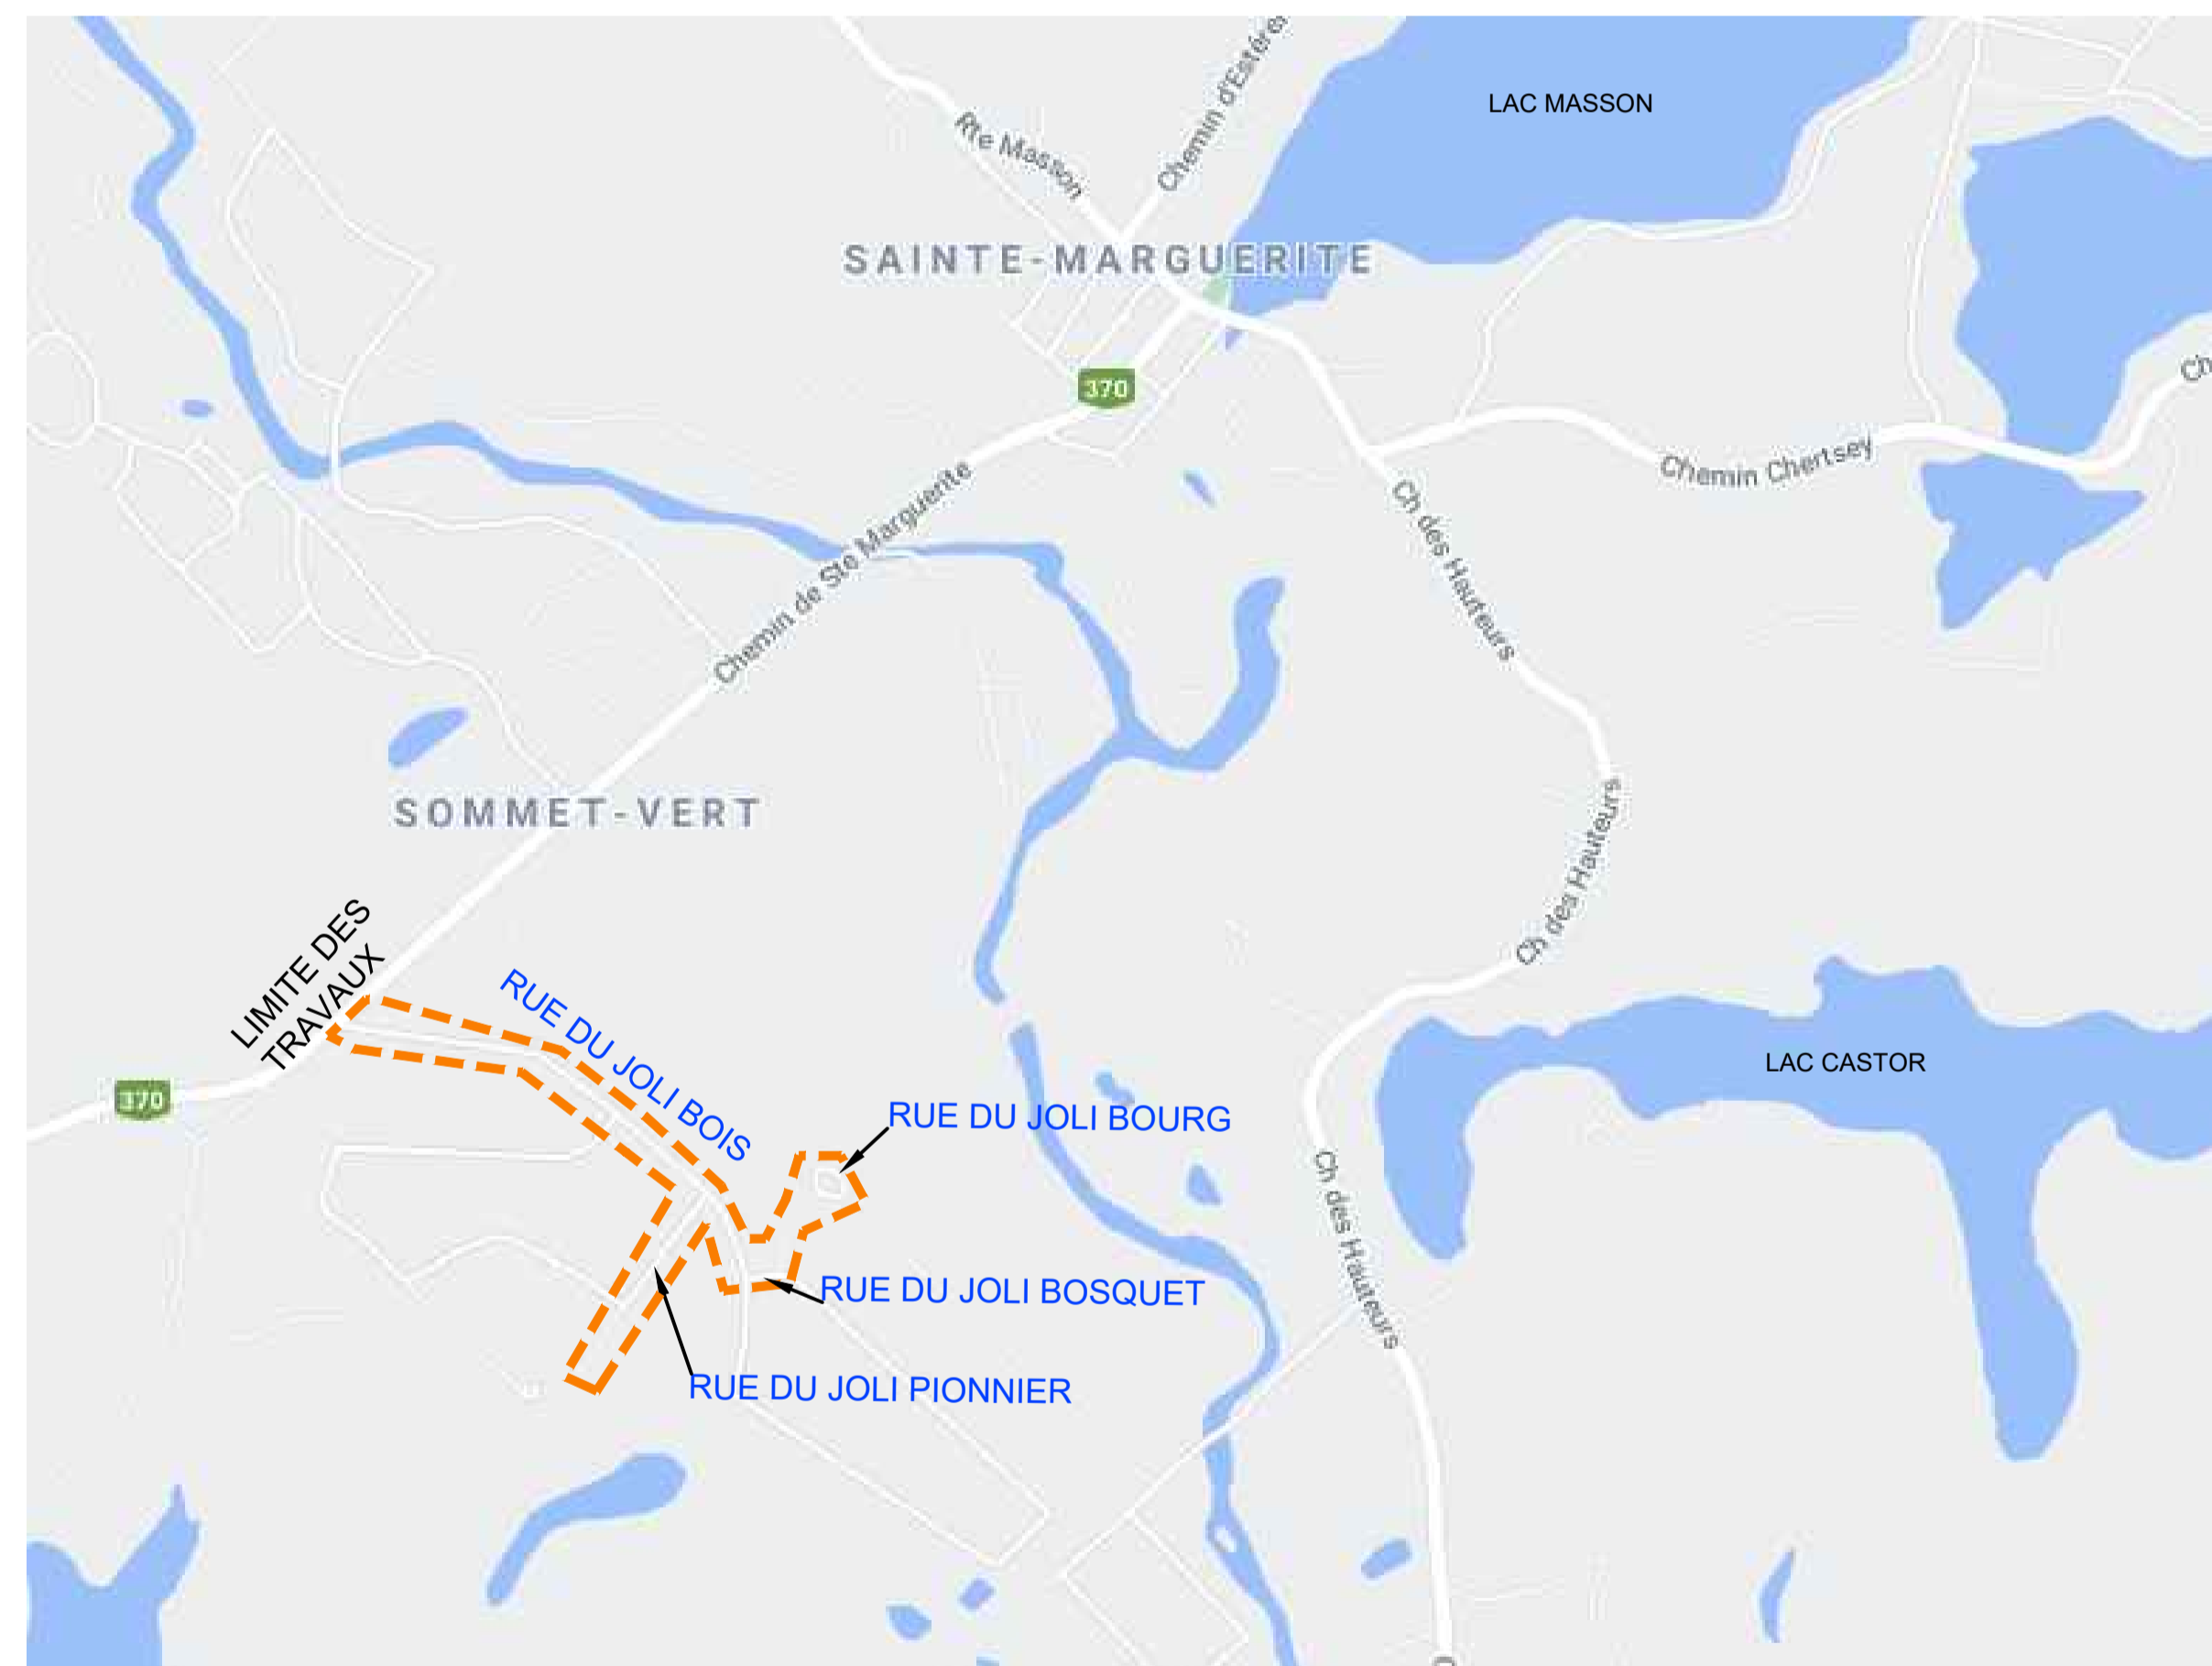 LAC MASSON
Rte Masson
Chemin d'Estérel
SAINTE-MARGUERITE
370
Ch
Chemin Chertsey
Chemin de Ste Marguerite
Ch des Hauteurs
SOMMET-VERT
Ch des Hauteurs
LIMITE DES
TRAVAUX
RUE DU JOLI BOIS
LAC CASTOR
370
RUE DU JOLI BOURG
Ch des Hauteurs
RUE DU JOLI BOSQUET
RUE DU JOLI PIONNIER